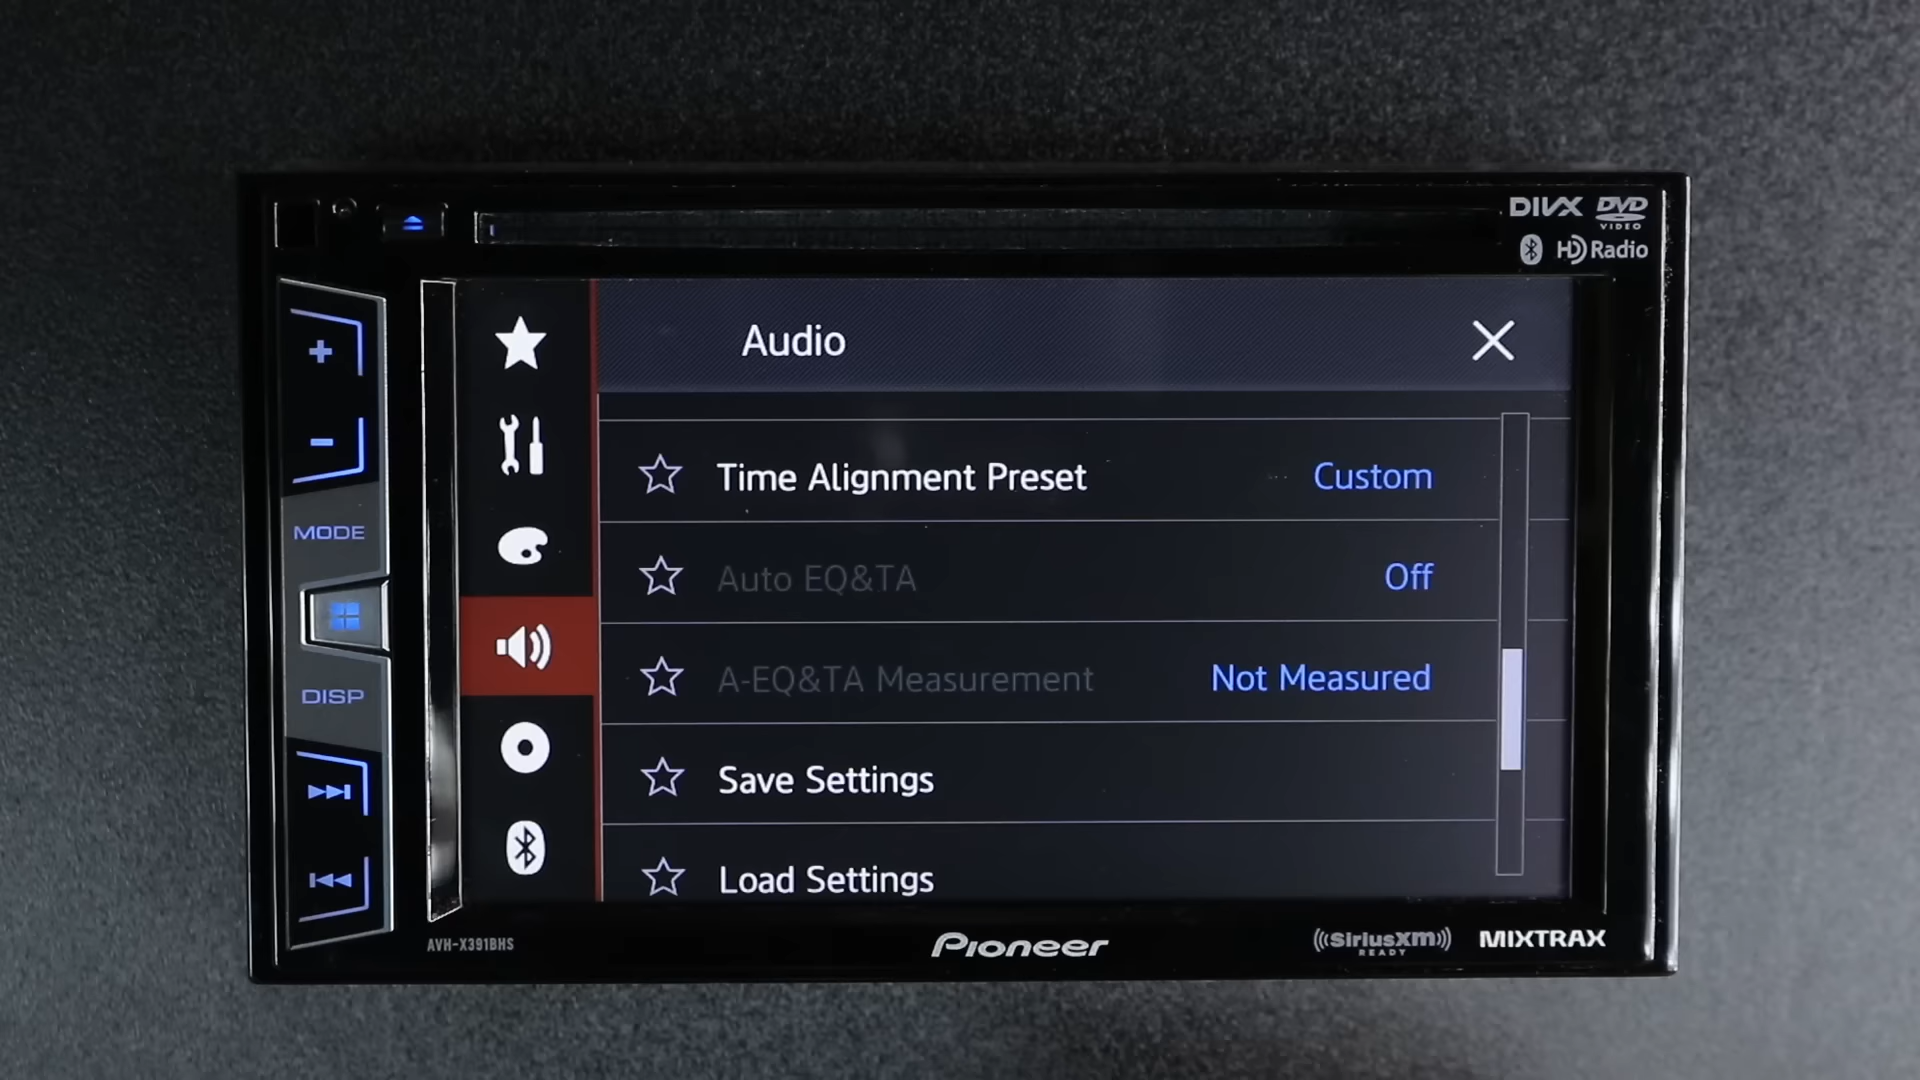 DIVX DVD
VIDEO
HD Radio
+
Audio
-
Time Alignment Preset Custom
MODE
Auto EQ&TA Off
A-EQ&TA Measurement Not Measured
DISP
Save Settings
Load Settings
AVH-X391BHS
Pioneer
((SiriusXM))
READY
MIXTRAX